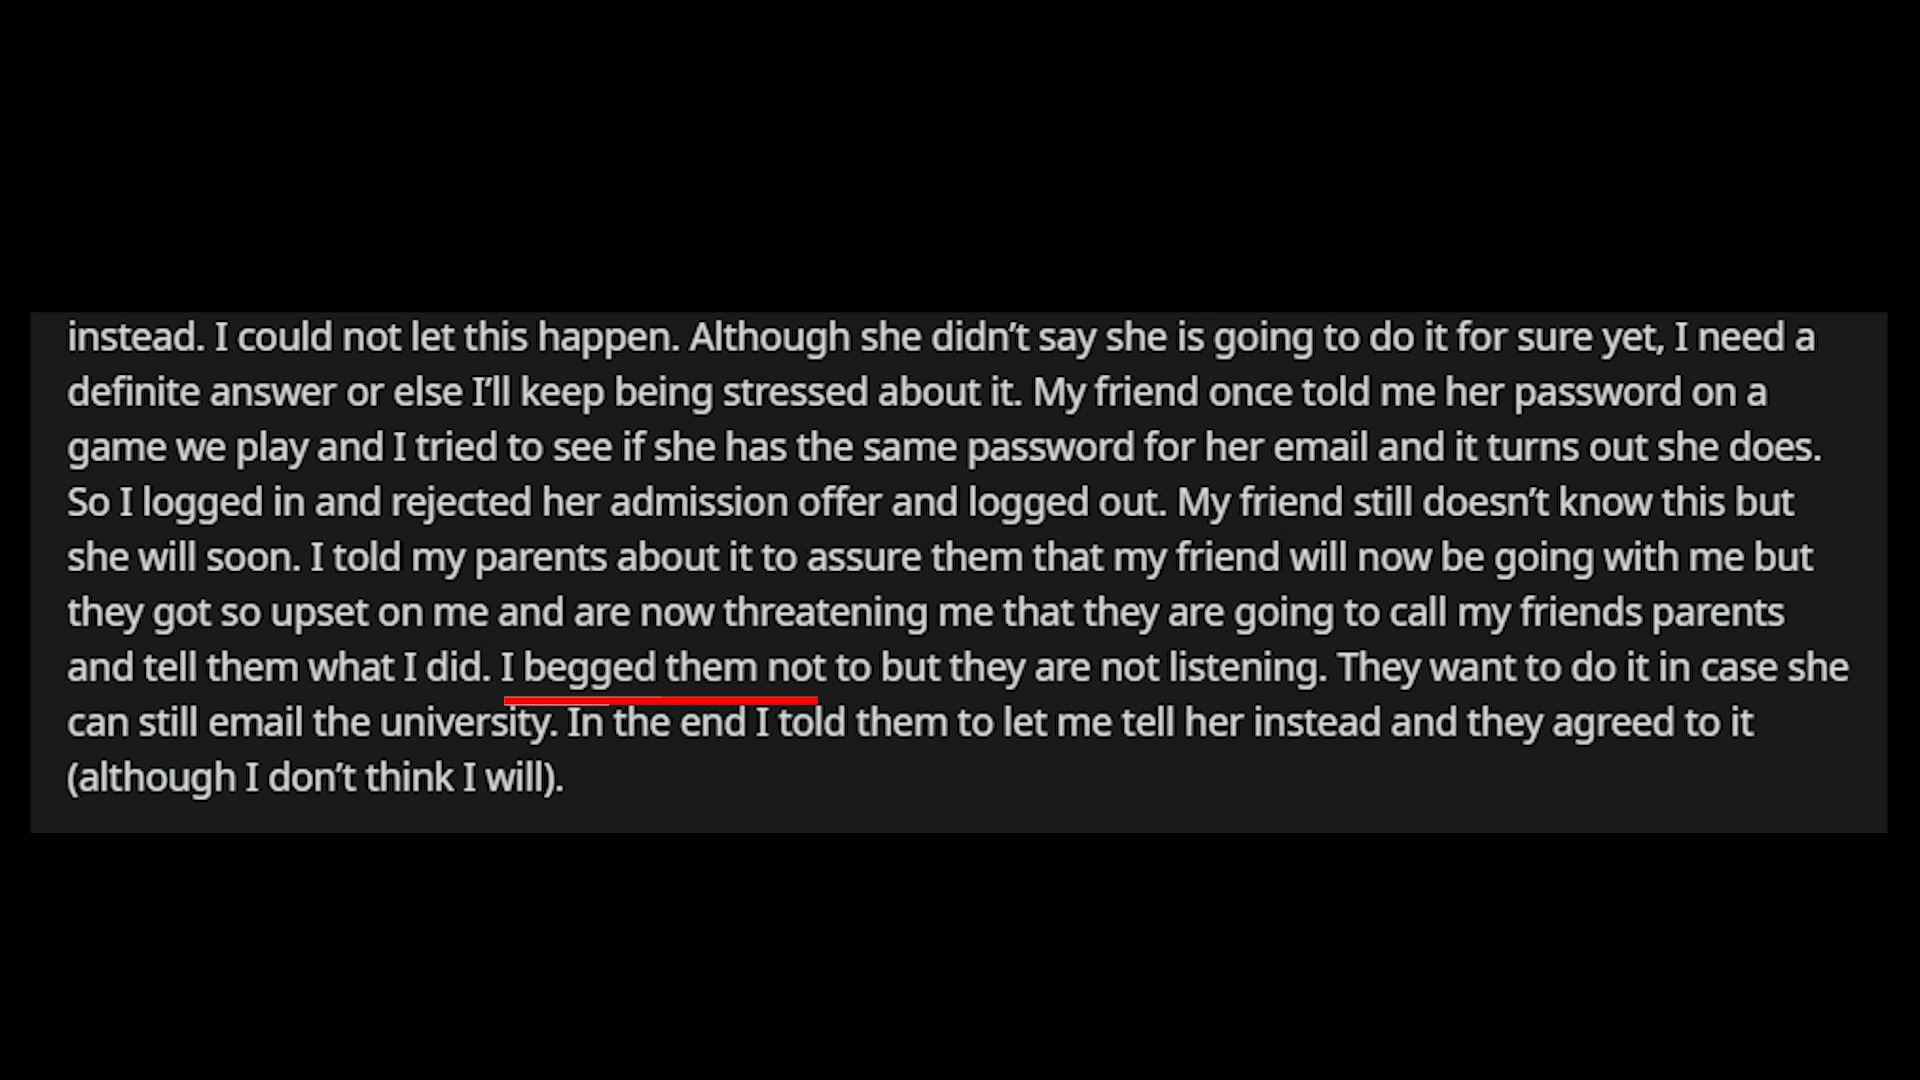 instead. I could not let this happen. Although she didn’t say she is going to do it for sure yet, I need a
definite answer or else I’ll keep being stressed about it. My friend once told me her password on a
game we play and I tried to see if she has the same password for her email and it turns out she does.
So I logged in and rejected her admission offer and logged out. My friend still doesn’t know this but
she will soon. I told my parents about it to assure them that my friend will now be going with me but
they got so upset on me and are now threatening me that they are going to call my friends parents
and tell them what I did. I begged them not to but they are not listening. They want to do it in case she
can still email the university. In the end I told them to let me tell her instead and they agreed to it
(although I don’t think I will).